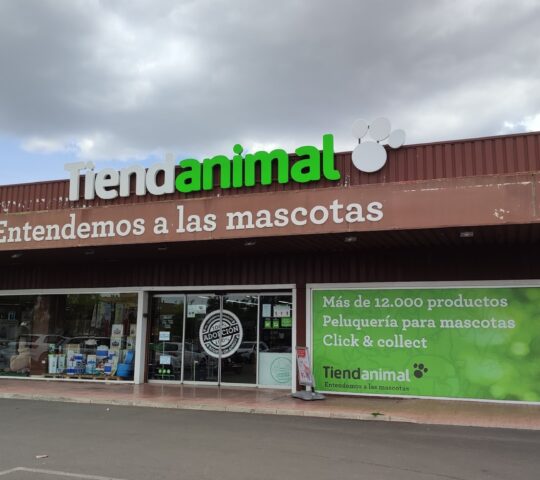 Tiendanimal
Entendemos a las mascotas
Más de 12.000 productos
Peluquería para mascotas
Click & collect
Tiendanimal
Entendemos a las mascotas
ADOPCIÓN